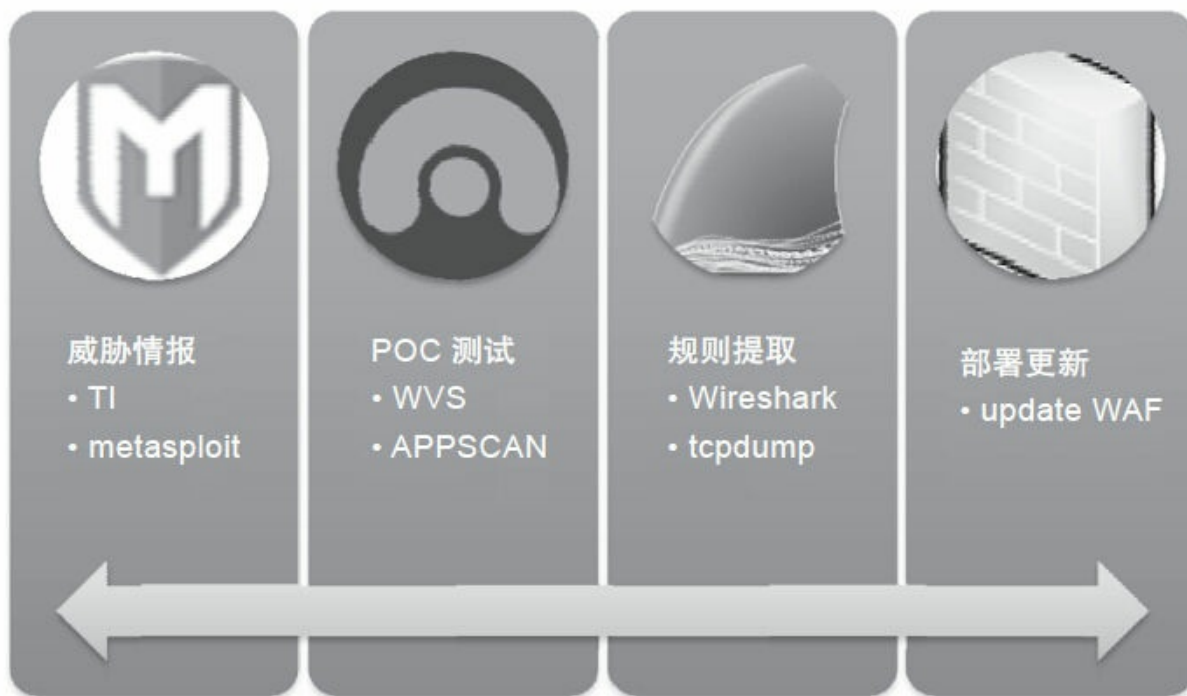 威胁情报
• TI
• metasploit
POC 测试
• WVS
• APPSCAN
规则提取
• Wireshark
• tcpdump
部署更新
• update WAF